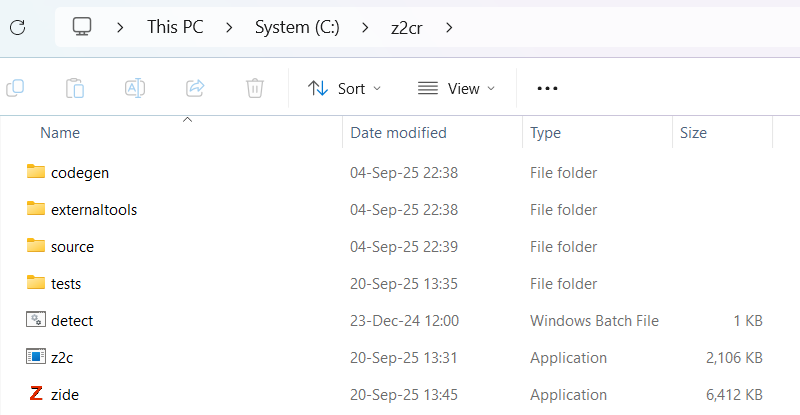 This PC > System (C:) > z2cr >
Sort View •••
Name Date modified Type Size
codegen 04-Sep-25 22:38 File folder
externaltools 04-Sep-25 22:38 File folder
source 04-Sep-25 22:39 File folder
tests 20-Sep-25 13:35 File folder
detect 23-Dec-24 12:00 Windows Batch File 1 KB
z2c 20-Sep-25 13:31 Application 2,106 KB
zide 20-Sep-25 13:45 Application 6,412 KB